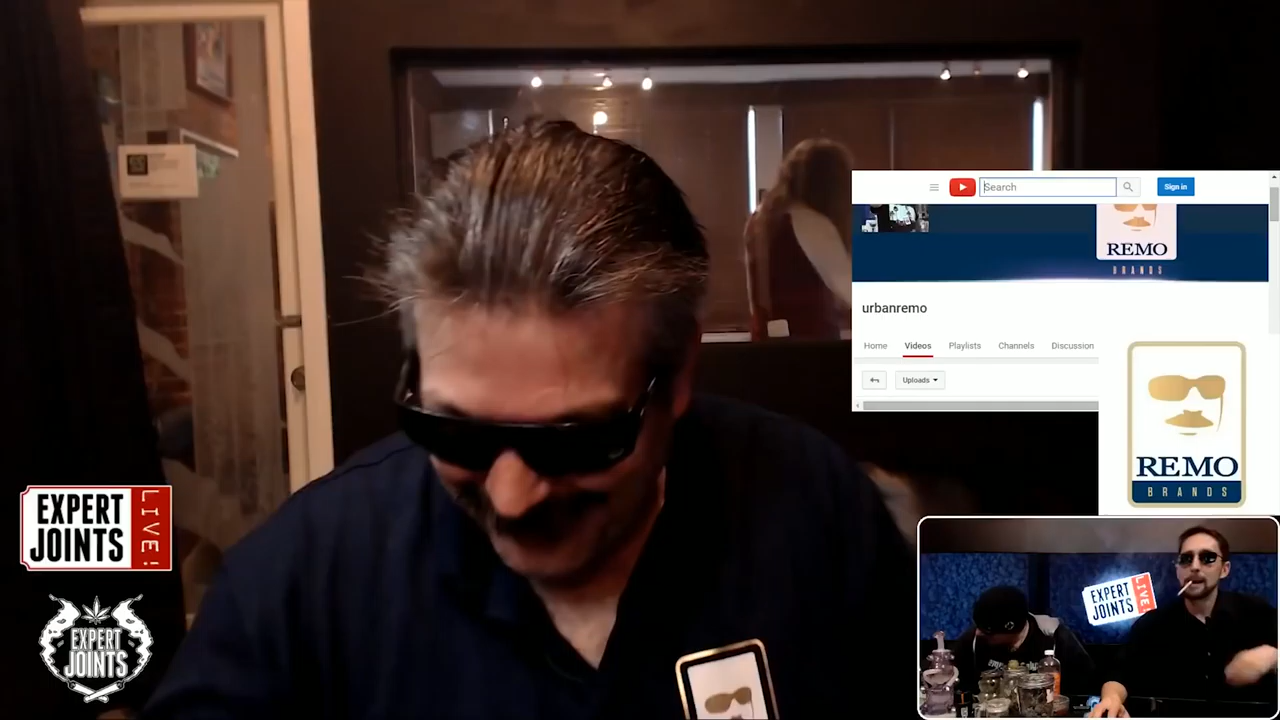 Search
Sign in
REMO
BRANDS
urbanremo
Home Videos Playlists Channels Discussion
Uploads
REMO
BRANDS
EXPERT
JOINTS
LIVE!
EXPERT
JOINTS
EXPERT
JOINTS
LIVE!